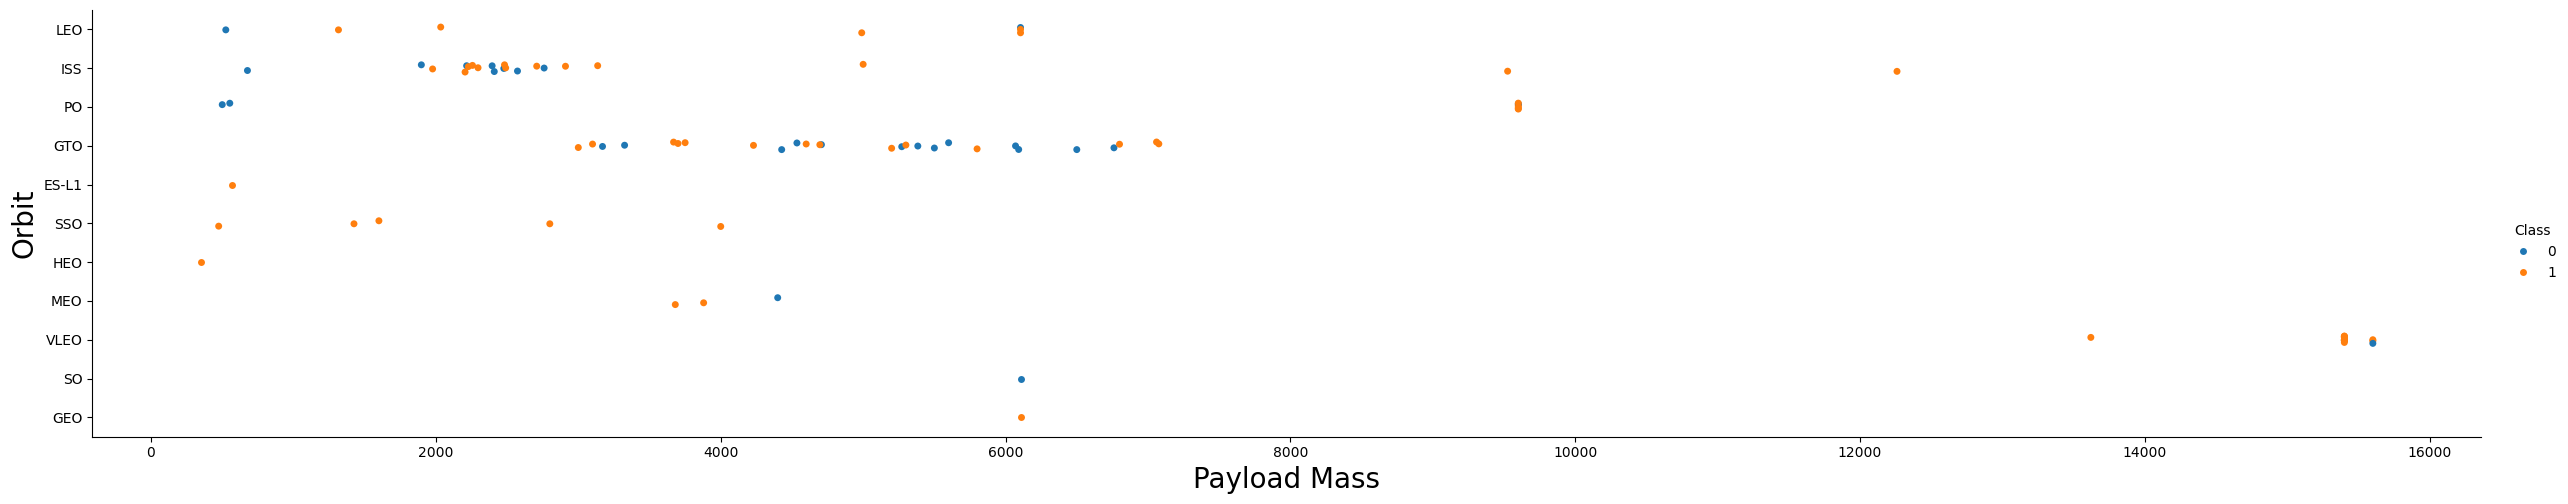 LEO
ISS
PO
GTO
ES-L1
SSO
HEO
MEO
VLEO
SO
GEO
Orbit
0 2000 4000 6000 8000 10000 12000 14000 16000
Payload Mass
Class
0
1